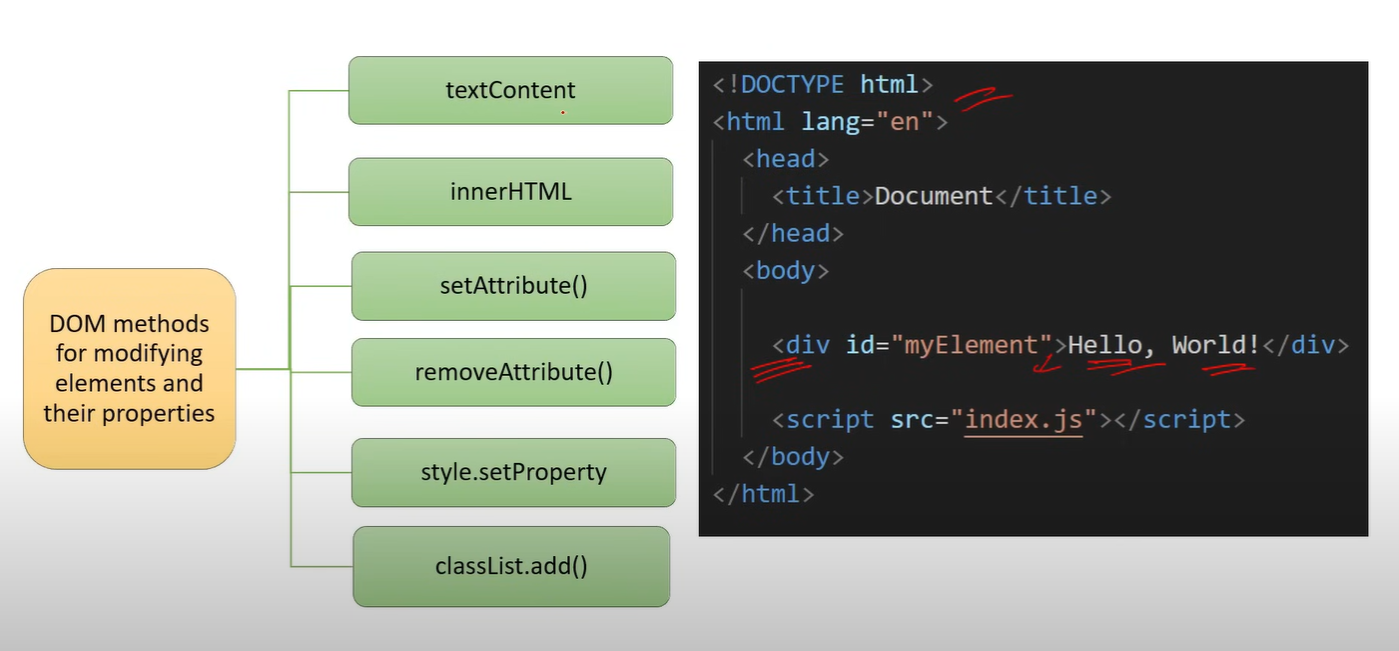 DOM methods
for modifying
elements and
their properties
textContent
innerHTML
setAttribute()
removeAttribute()
style.setProperty
classList.add()
<!DOCTYPE html>
<html lang="en">
<head>
<title>Document</title>
</head>
<body>
<div id="myElement">Hello, World!</div>
<script src="index.js"></script>
</body>
</html>